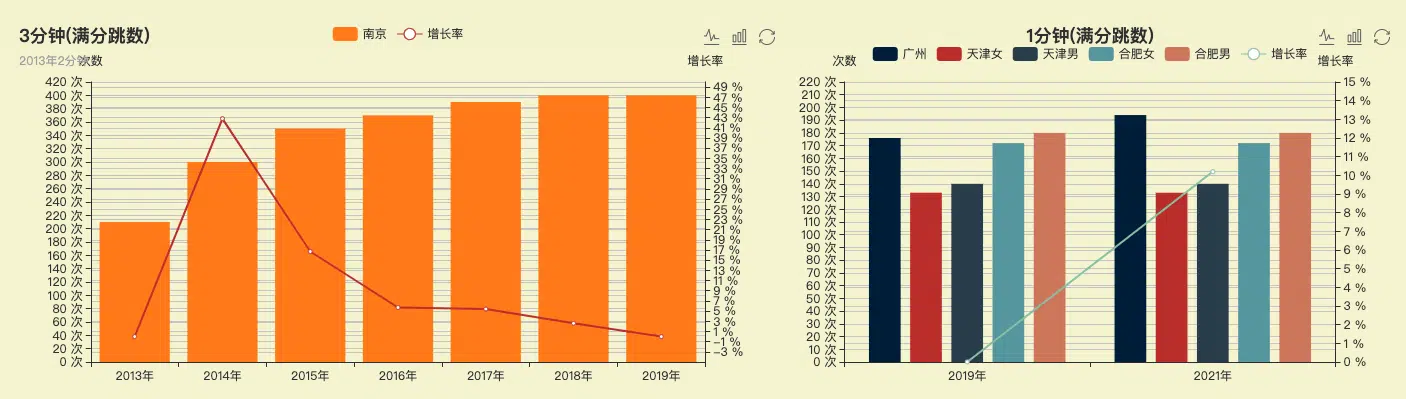 3分钟(满分跳数)
南京
增长率
2013年2分钟
次数
增长率
420 次
400 次
380 次
360 次
340 次
320 次
300 次
280 次
260 次
240 次
220 次
200 次
180 次
160 次
140 次
120 次
100 次
80 次
60 次
40 次
20 次
0 次
49 %
47 %
45 %
43 %
41 %
39 %
37 %
35 %
33 %
31 %
29 %
27 %
25 %
23 %
21 %
19 %
17 %
15 %
13 %
11 %
9 %
7 %
5 %
3 %
1 %
−1 %
−3 %
2013年 2014年 2015年 2016年 2017年 2018年 2019年
1分钟(满分跳数)
次数
广州 天津女 天津男 合肥女 合肥男 增长率
增长率
220 次
210 次
200 次
190 次
180 次
170 次
160 次
150 次
140 次
130 次
120 次
110 次
100 次
90 次
80 次
70 次
60 次
50 次
40 次
30 次
20 次
10 次
0 次
15 %
14 %
13 %
12 %
11 %
10 %
9 %
8 %
7 %
6 %
5 %
4 %
3 %
2 %
1 %
0 %
2019年 2021年